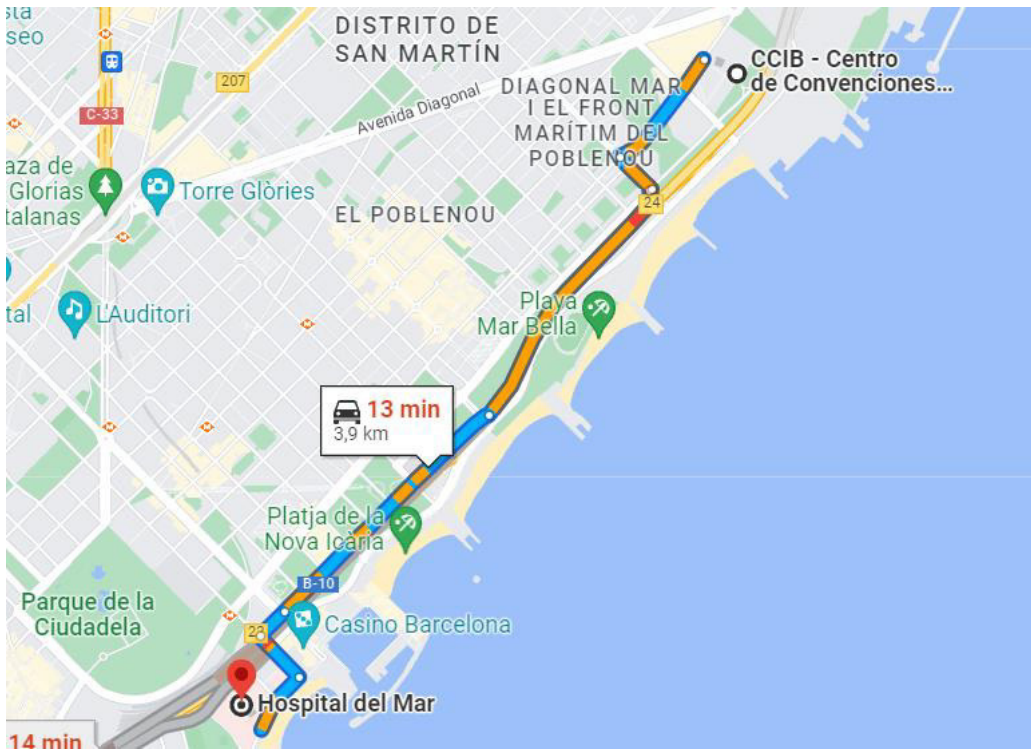 sta
seo
DISTRITO DE
SAN MARTÍN
CCIB - Centro
de Convenciones...
207
DIAGONAL MAR
I EL FRONT
MARÍTIM DEL
POBLENOU
C-33
Avenida Diagonal
aza de
Glorias
talanas
Torre Glòries
24
EL POBLENOU
tal
L'Auditori
Playa
Mar Bella
13 min
3,9 km
Platja de la
Nova Icària
B-10
Parque de la
Ciudadela
23
Casino Barcelona
Hospital del Mar
14 min